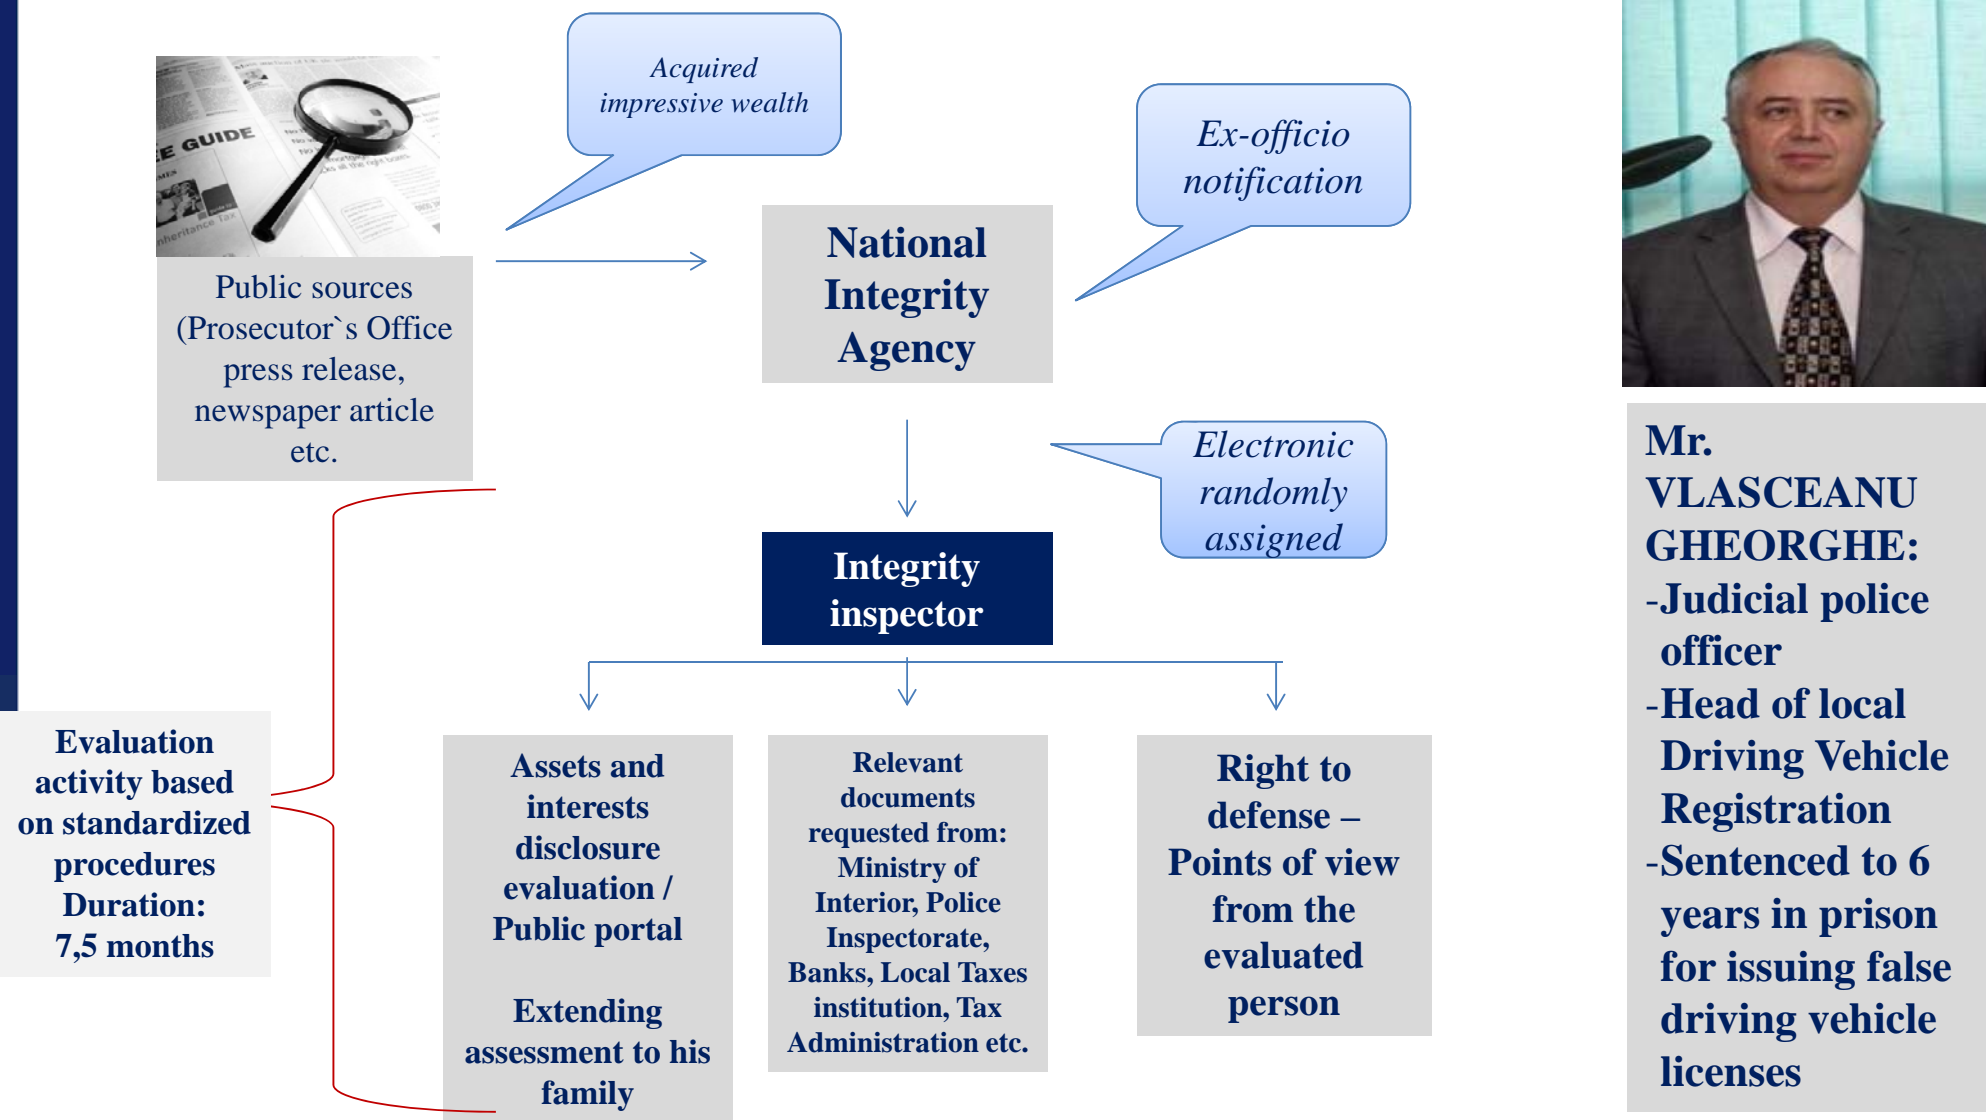 E GUIDE
inheritance Tax
Acquired
impressive wealth
Ex-officio
notification
Public sources
(Prosecutor`s Office
press release,
newspaper article
etc.
National
Integrity
Agency
Electronic
randomly
assigned
Integrity
inspector
Evaluation
activity based
on standardized
procedures
Duration:
7,5 months
Assets and
interests
disclosure
evaluation /
Public portal
Extending
assessment to his
family
Relevant
documents
requested from:
Ministry of
Interior, Police
Inspectorate,
Banks, Local Taxes
institution, Tax
Administration etc.
Right to
defense –
Points of view
from the
evaluated
person
Mr.
VLASCEANU
GHEORGHE:
-Judicial police
officer
-Head of local
Driving Vehicle
Registration
-Sentenced to 6
years in prison
for issuing false
driving vehicle
licenses